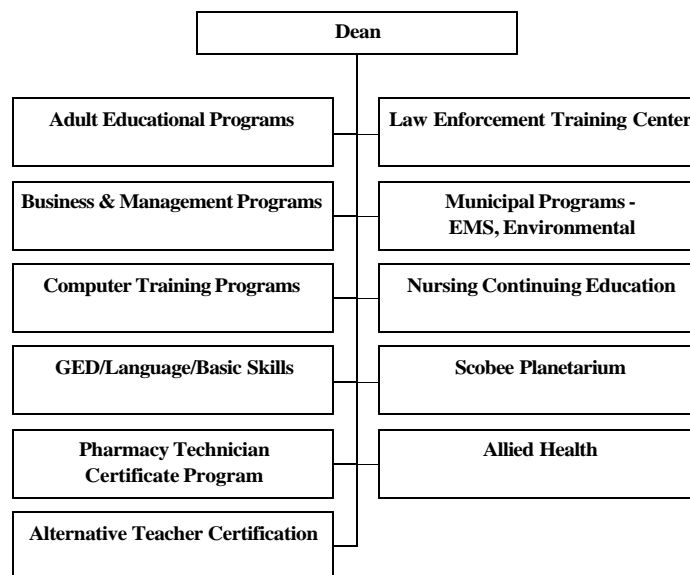 Dean
Adult Educational Programs
Law Enforcement Training Center
Business & Management Programs
Municipal Programs -
EMS, Environmental
Computer Training Programs
Nursing Continuing Education
GED/Language/Basic Skills
Scobee Planetarium
Pharmacy Technician
Certificate Program
Allied Health
Alternative Teacher Certification